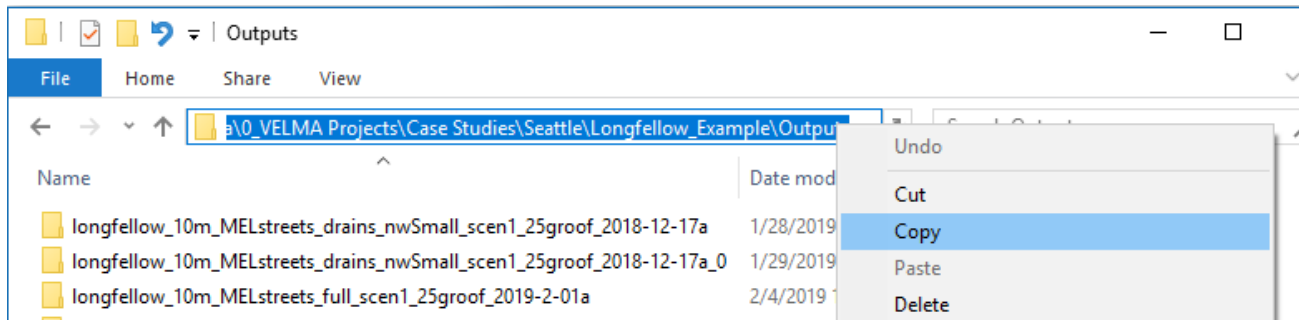 Outputs
File Home Share View
a\0_VELMA Projects\Case Studies\Seattle\Longfellow_Example\Output
Undo
Name Date mod
Cut
longfellow_10m_MELstreets_drains_nwSmall_scen1_25groof_2018-12-17a 1/28/2019
Copy
longfellow_10m_MELstreets_drains_nwSmall_scen1_25groof_2018-12-17a_0 1/29/2019
Paste
longfellow_10m_MELstreets_full_scen1_25groof_2019-2-01a 2/4/2019
Delete